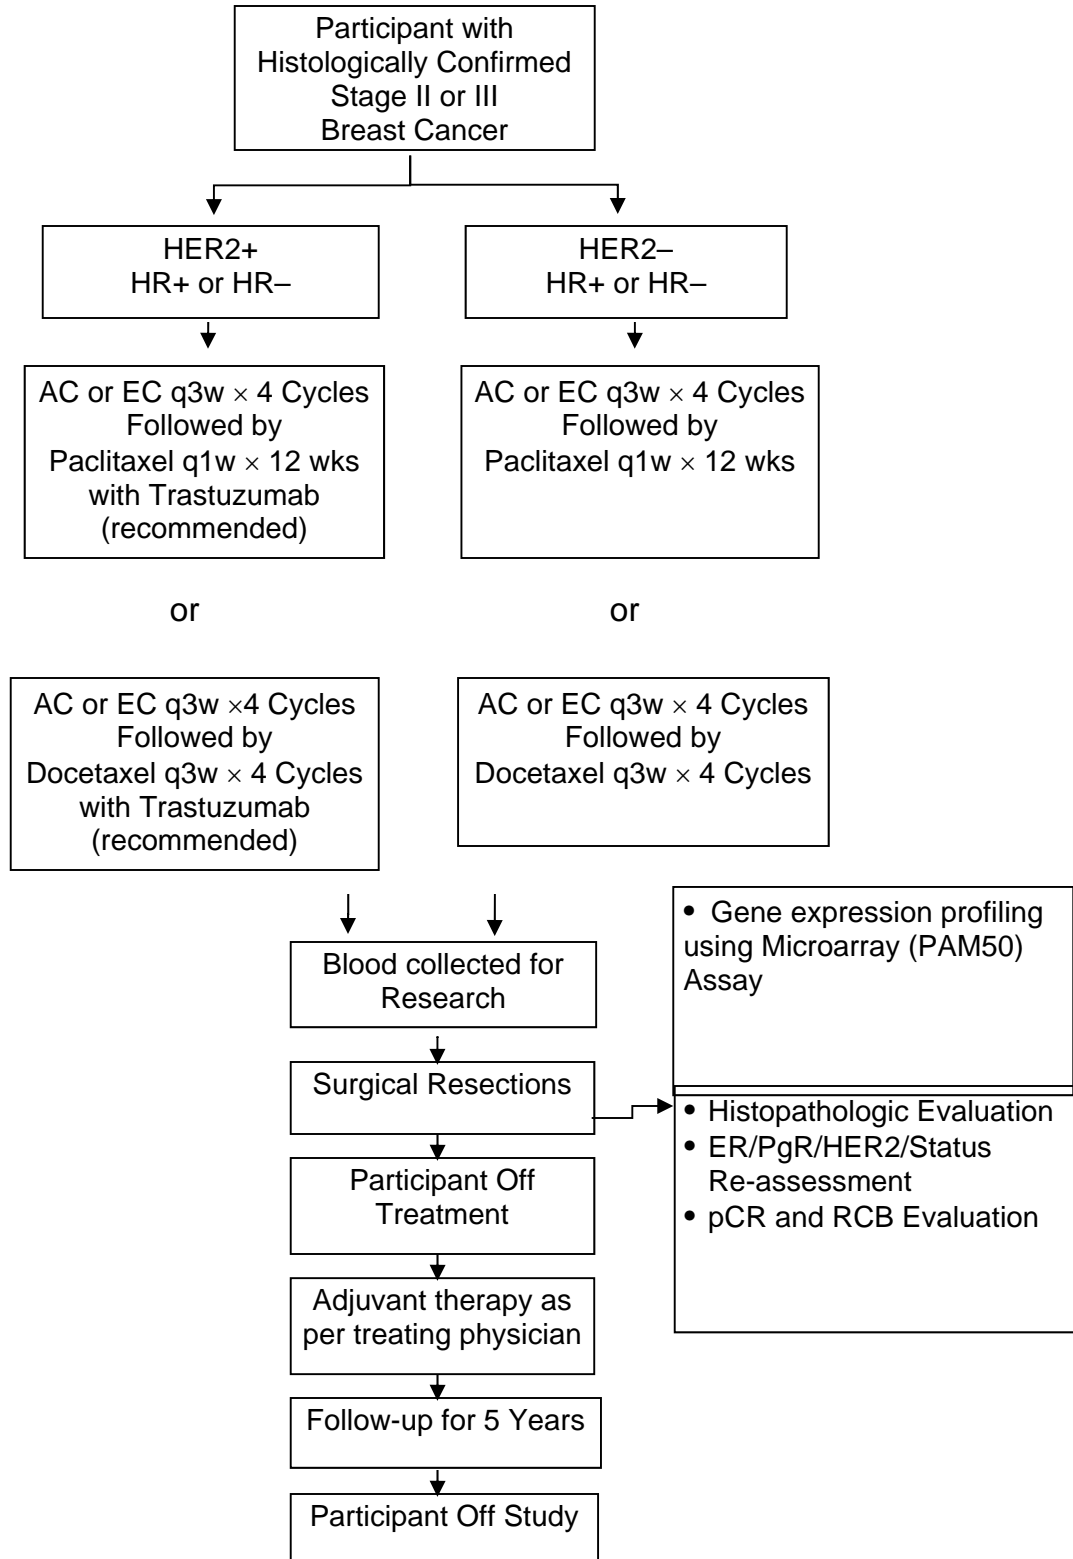 Participant with
Histologically Confirmed
Stage II or III
Breast Cancer
HER2+
HR+ or HR–
HER2–
HR+ or HR–
AC or EC q3w × 4 Cycles
Followed by
Paclitaxel q1w × 12 wks
with Trastuzumab
(recommended)
AC or EC q3w × 4 Cycles
Followed by
Paclitaxel q1w × 12 wks
or
or
AC or EC q3w ×4 Cycles
Followed by
Docetaxel q3w × 4 Cycles
with Trastuzumab
(recommended)
AC or EC q3w × 4 Cycles
Followed by
Docetaxel q3w × 4 Cycles
Blood collected for
Research
Surgical Resections
• Gene expression profiling
using Microarray (PAM50)
Assay
• Histopathologic Evaluation
• ER/PgR/HER2/Status
Re-assessment
• pCR and RCB Evaluation
Participant Off
Treatment
Adjuvant therapy as
per treating physician
Follow-up for 5 Years
Participant Off Study